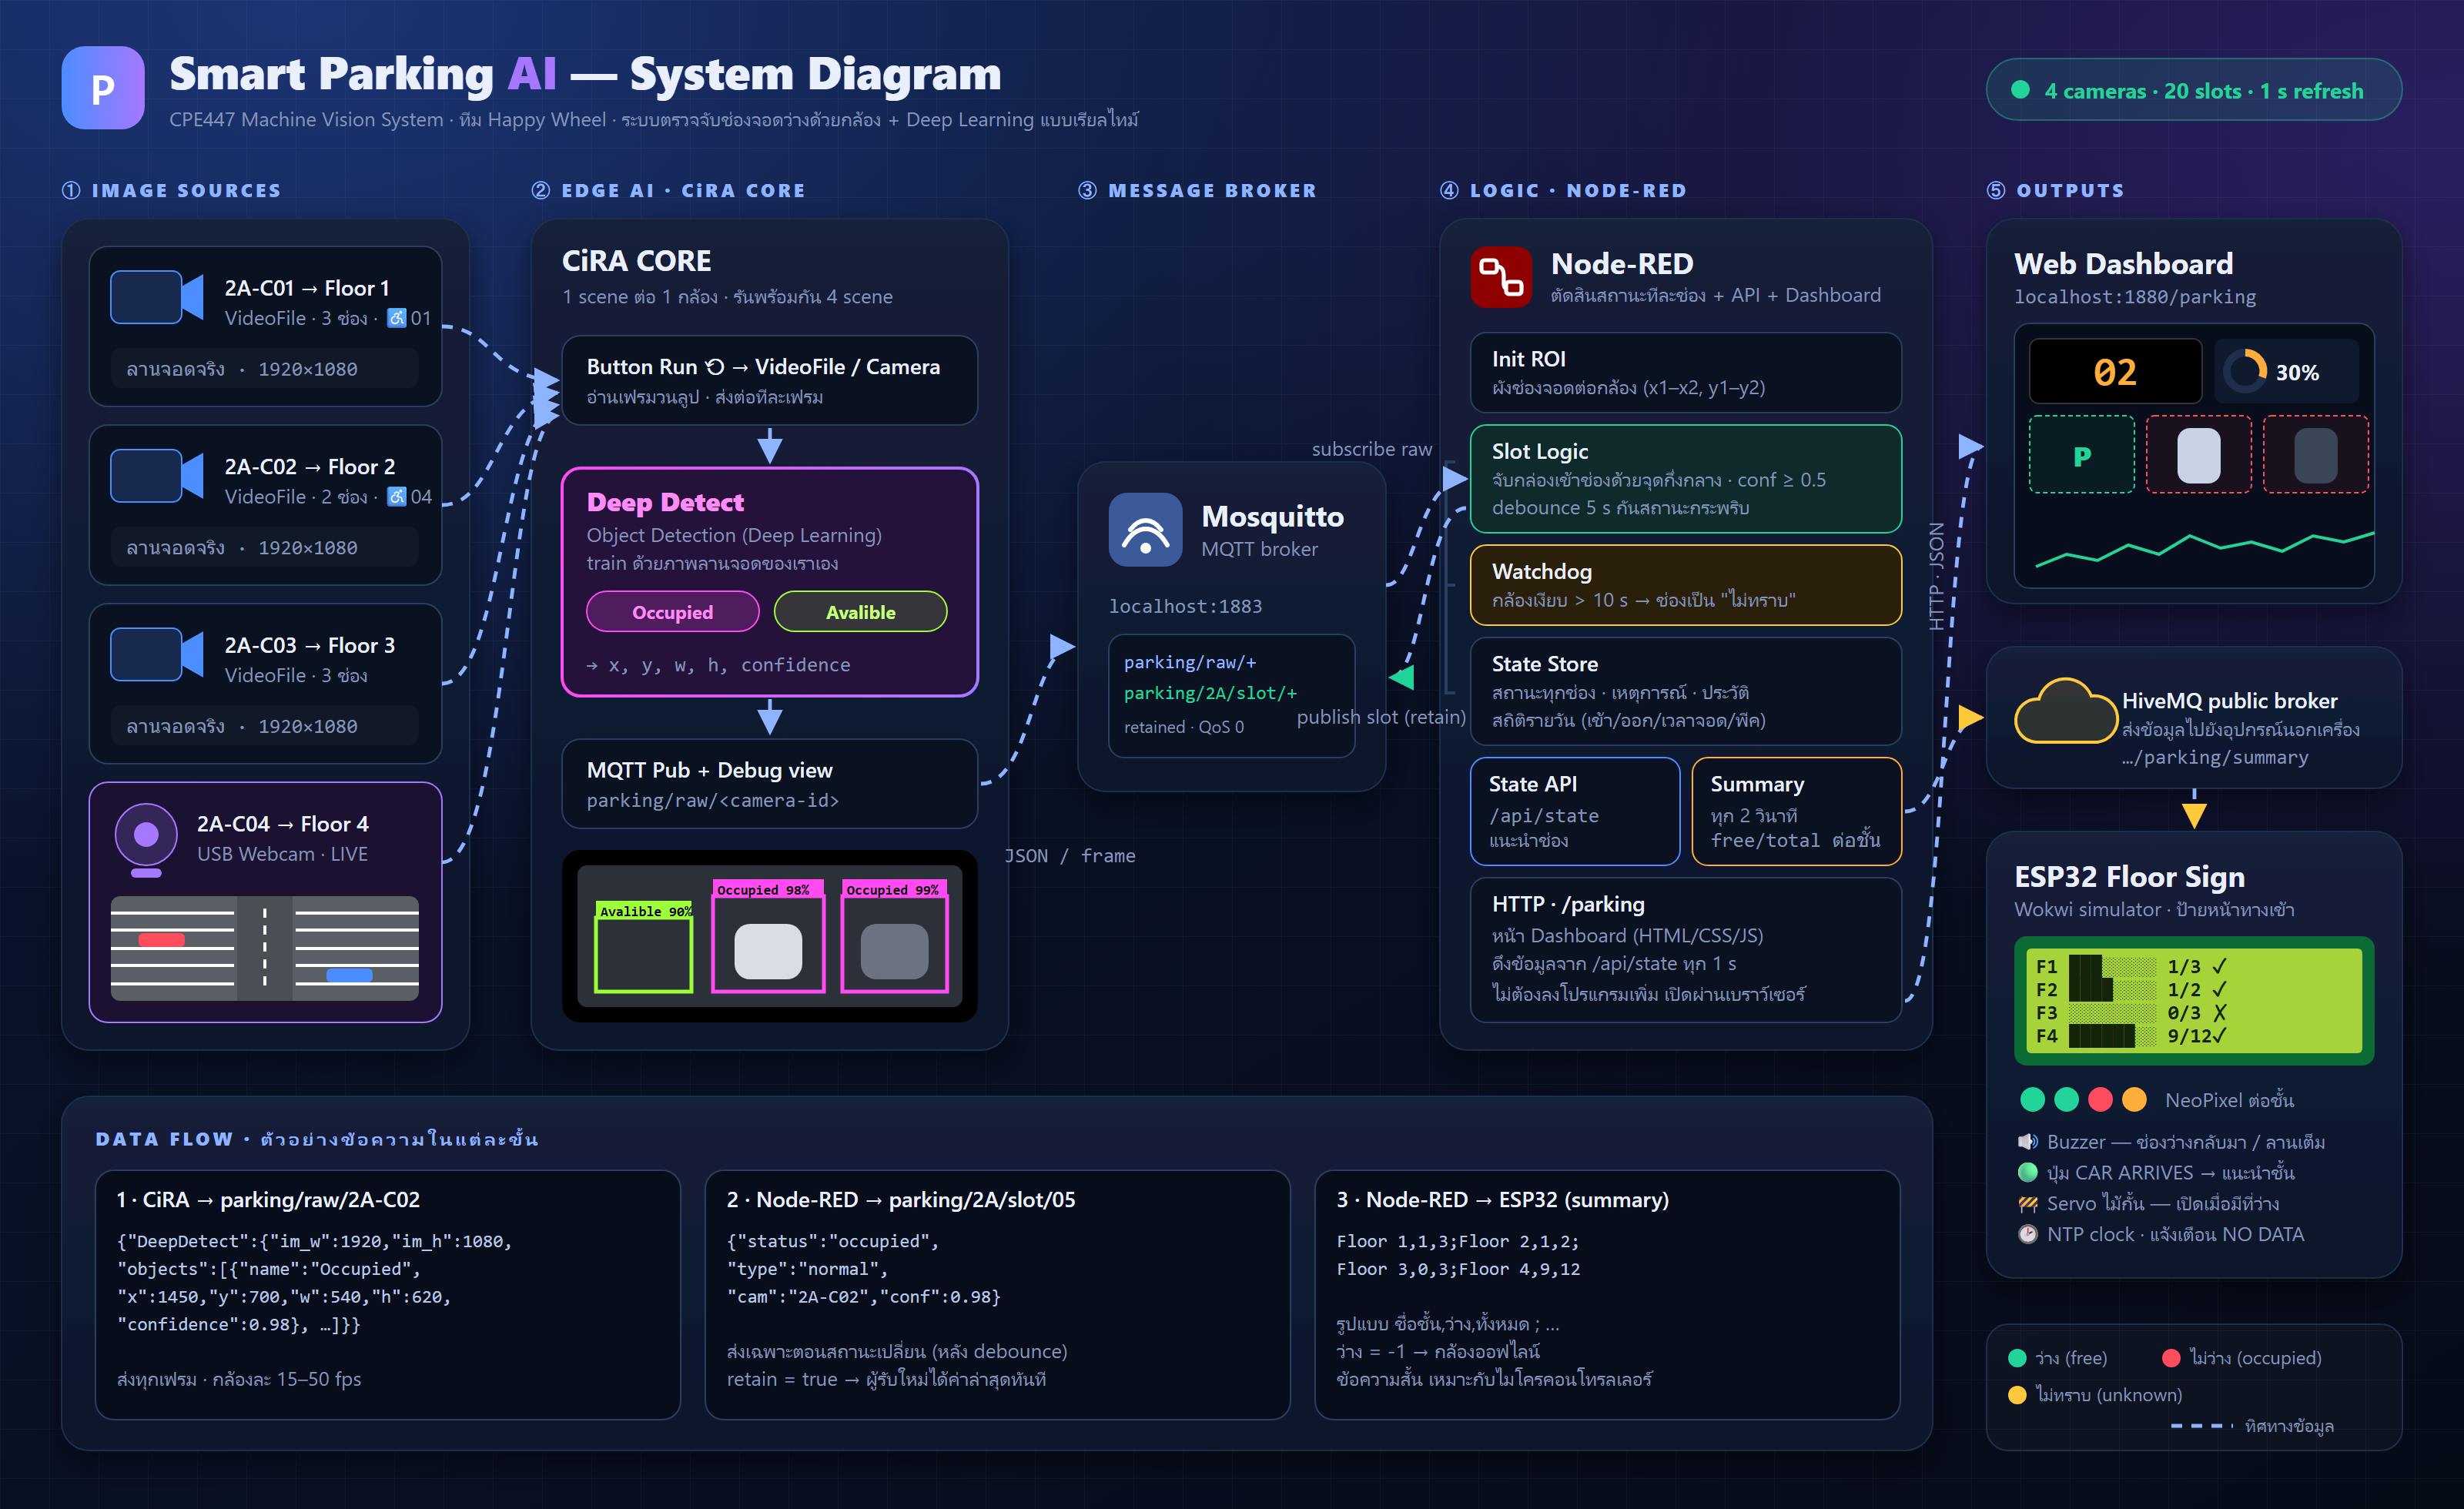 P
Smart Parking AI — System Diagram
CPE447 Machine Vision System · ทีม Happy Wheel · ระบบตรวจจับช่องจอดว่างด้วยกล้อง + Deep Learning แบบเรียลไทม์
4 cameras · 20 slots · 1 s refresh
① IMAGE SOURCES
2A-C01 → Floor 1
VideoFile · 3 ช่อง · ♿ 01
ลานจอดจริง · 1920×1080
2A-C02 → Floor 2
VideoFile · 2 ช่อง · ♿ 04
ลานจอดจริง · 1920×1080
2A-C03 → Floor 3
VideoFile · 3 ช่อง
ลานจอดจริง · 1920×1080
2A-C04 → Floor 4
USB Webcam · LIVE
② EDGE AI · CiRA CORE
CiRA CORE
1 scene ต่อ 1 กล้อง · รันพร้อมกัน 4 scene
Button Run ⟲ → VideoFile / Camera
อ่านเฟรมวนลูป · ส่งต่อทีละเฟรม
Deep Detect
Object Detection (Deep Learning)
train ด้วยภาพลานจอดของเราเอง
Occupied
Avalible
→ x, y, w, h, confidence
MQTT Pub + Debug view
parking/raw/<camera-id>
Avalible 90%
Occupied 98%
Occupied 99%
JSON / frame
③ MESSAGE BROKER
Mosquitto
MQTT broker
localhost:1883
parking/raw/+
parking/2A/slot/+
retained · QoS 0
subscribe raw
publish slot (retain)
④ LOGIC · NODE-RED
Node-RED
ตัดสินสถานะทีละช่อง + API + Dashboard
Init ROI
ผังช่องจอดต่อกล้อง (x1–x2, y1–y2)
Slot Logic
จับกล่องเข้าช่องด้วยจุดกึ่งกลาง · conf ≥ 0.5
debounce 5 s กันสถานะกระพริบ
Watchdog
กล้องเงียบ > 10 s → ช่องเป็น "ไม่ทราบ"
State Store
สถานะทุกช่อง · เหตุการณ์ · ประวัติ
สถิติรายวัน (เข้า/ออก/เวลาจอด/พีค)
State API
/api/state
แนะนำช่อง
Summary
ทุก 2 วินาที
free/total ต่อชั้น
HTTP · /parking
หน้า Dashboard (HTML/CSS/JS)
ดึงข้อมูลจาก /api/state ทุก 1 s
ไม่ต้องลงโปรแกรมเพิ่ม เปิดผ่านเบราว์เซอร์
HTTP · JSON
⑤ OUTPUTS
Web Dashboard
localhost:1880/parking
02
30%
P
HiveMQ public broker
ส่งข้อมูลไปยังอุปกรณ์นอกเครื่อง
…/parking/summary
ESP32 Floor Sign
Wokwi simulator · ป้ายหน้าทางเข้า
F1 ███░░░░░ 1/3 ✓
F2 ████░░░░ 1/2 ✓
F3 ░░░░░░░░ 0/3 ✗
F4 ██████░░ 9/12✓
NeoPixel ต่อชั้น
🔊 Buzzer — ช่องว่างกลับมา / ลานเต็ม
🟢 ปุ่ม CAR ARRIVES → แนะนำชั้น
🚧 Servo ไม้กั้น — เปิดเมื่อมีที่ว่าง
🕐 NTP clock · แจ้งเตือน NO DATA
DATA FLOW · ตัวอย่างข้อความในแต่ละขั้น
1 · CiRA → parking/raw/2A-C02
{"DeepDetect":{"im_w":1920,"im_h":1080,
"objects":[{"name":"Occupied",
"x":1450,"y":700,"w":540,"h":620,
"confidence":0.98}, …]}}
ส่งทุกเฟรม · กล้องละ 15–50 fps
2 · Node-RED → parking/2A/slot/05
{"status":"occupied",
"type":"normal",
"cam":"2A-C02","conf":0.98}
ส่งเฉพาะตอนสถานะเปลี่ยน (หลัง debounce)
retain = true → ผู้รับใหม่ได้ค่าล่าสุดทันที
3 · Node-RED → ESP32 (summary)
Floor 1,1,3;Floor 2,1,2;
Floor 3,0,3;Floor 4,9,12
รูปแบบ ชื่อชั้น,ว่าง,ทั้งหมด ; ...
ว่าง = -1 → กล้องออฟไลน์
ข้อความสั้น เหมาะกับไมโครคอนโทรลเลอร์
ว่าง (free)
ไม่ว่าง (occupied)
ไม่ทราบ (unknown)
ทิศทางข้อมูล